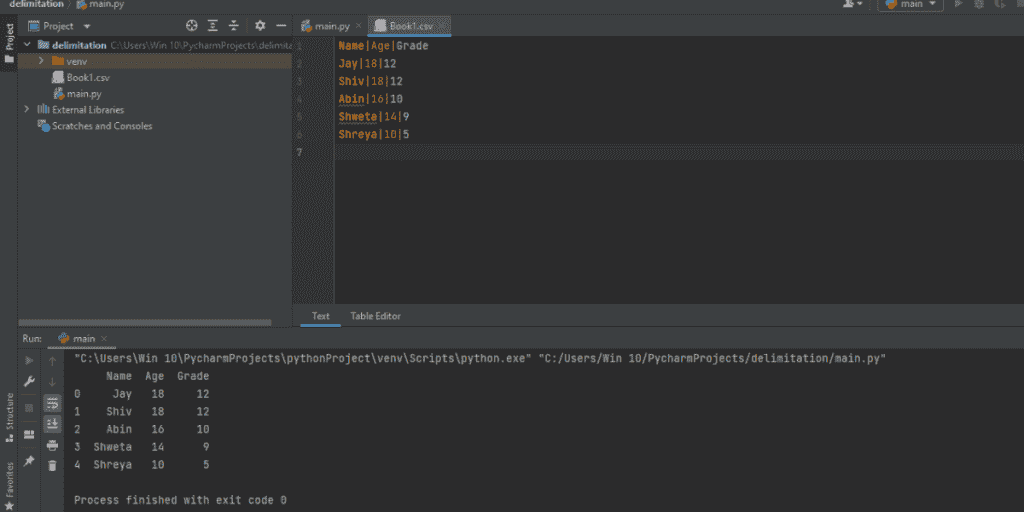 delimitation main.py
main
Project
Project
main.py
Book1.csv
delimitation C:\Users\Win 10\PycharmProjects\delimita
venv
Book1.csv
main.py
External Libraries
Scratches and Consoles
1 Name|Age|Grade
2 Jay|18|12
3 Shiv|18|12
4 Abin|16|10
5 Shweta|14|9
6 Shreya|10|5
7
Text Table Editor
Run: main
"C:\Users\Win 10\PycharmProjects\pythonProject\venv\Scripts\python.exe" "C:/Users/Win 10/PycharmProjects/delimitation/main.py"
Name Age Grade
0 Jay 18 12
1 Shiv 18 12
2 Abin 16 10
3 Shweta 14 9
4 Shreya 10 5
Process finished with exit code 0
Structure
Favorites